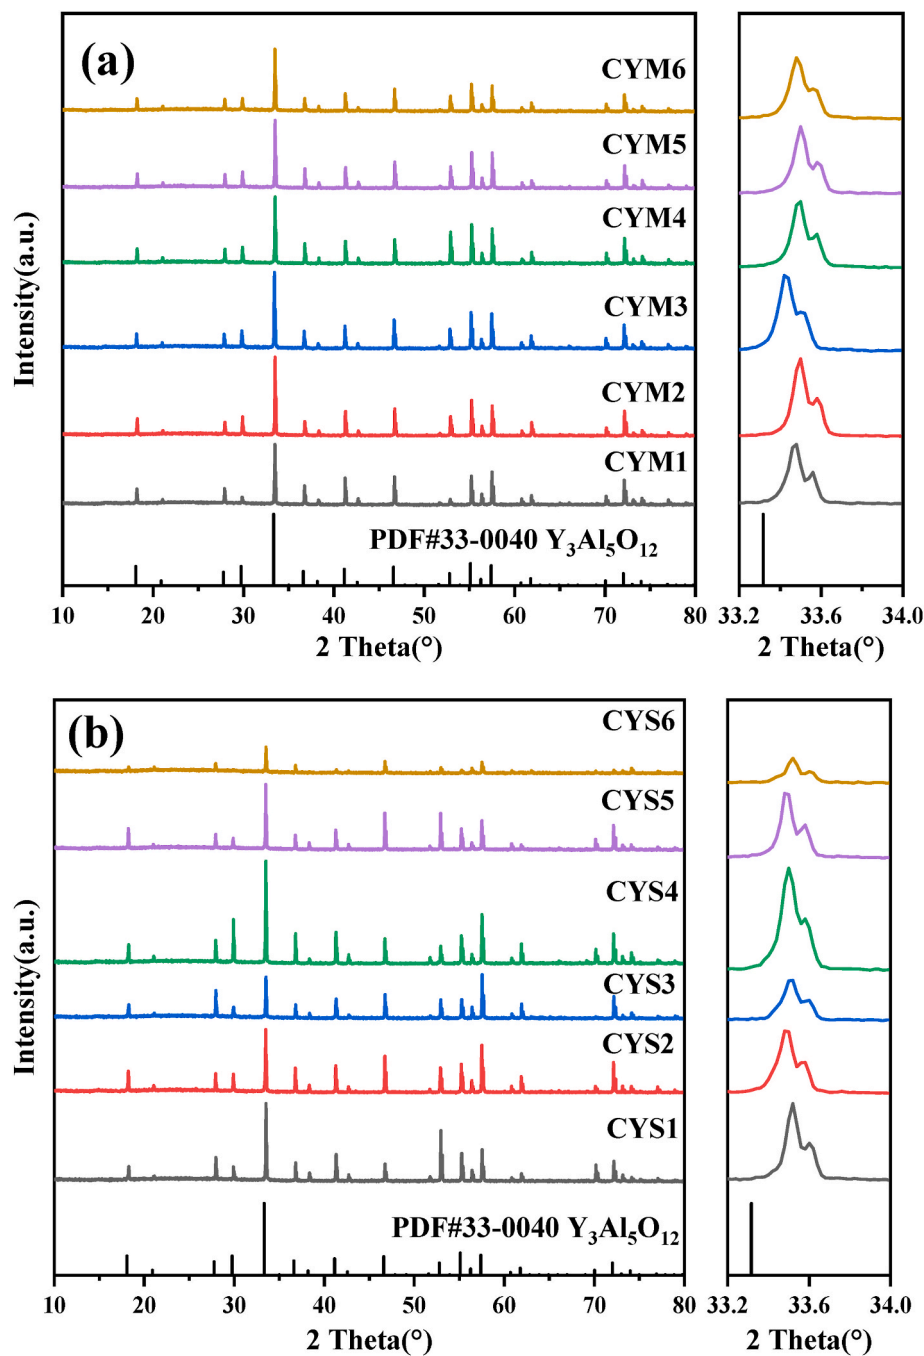 (a)
CYM6
CYM5
CYM4
CYM3
CYM2
CYM1
PDF#33-0040 Y₃Al₅O₁₂
Intensity(a.u.)
10 20 30 40 50 60 70 80
2 Theta(°)
33.2 33.6 34.0
2 Theta(°)
(b)
CYS6
CYS5
CYS4
CYS3
CYS2
CYS1
PDF#33-0040 Y₃Al₅O₁₂
Intensity(a.u.)
10 20 30 40 50 60 70 80
2 Theta(°)
33.2 33.6 34.0
2 Theta(°)